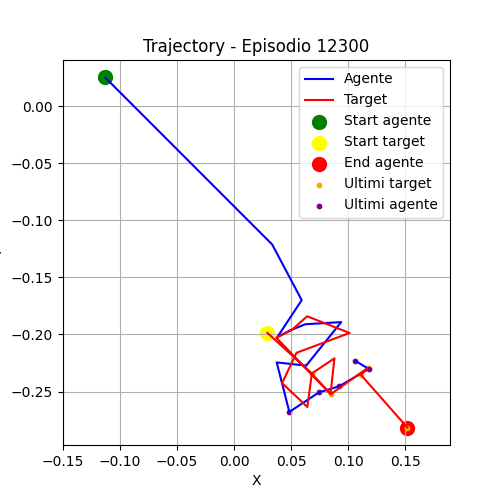 Trajectory - Episodio 12300
Agente
Target
Start agente
Start target
End agente
Ultimi target
Ultimi agente
0.00
−0.05
−0.10
−0.15
−0.20
−0.25
−0.15 −0.10 −0.05 0.00 0.05 0.10 0.15
X